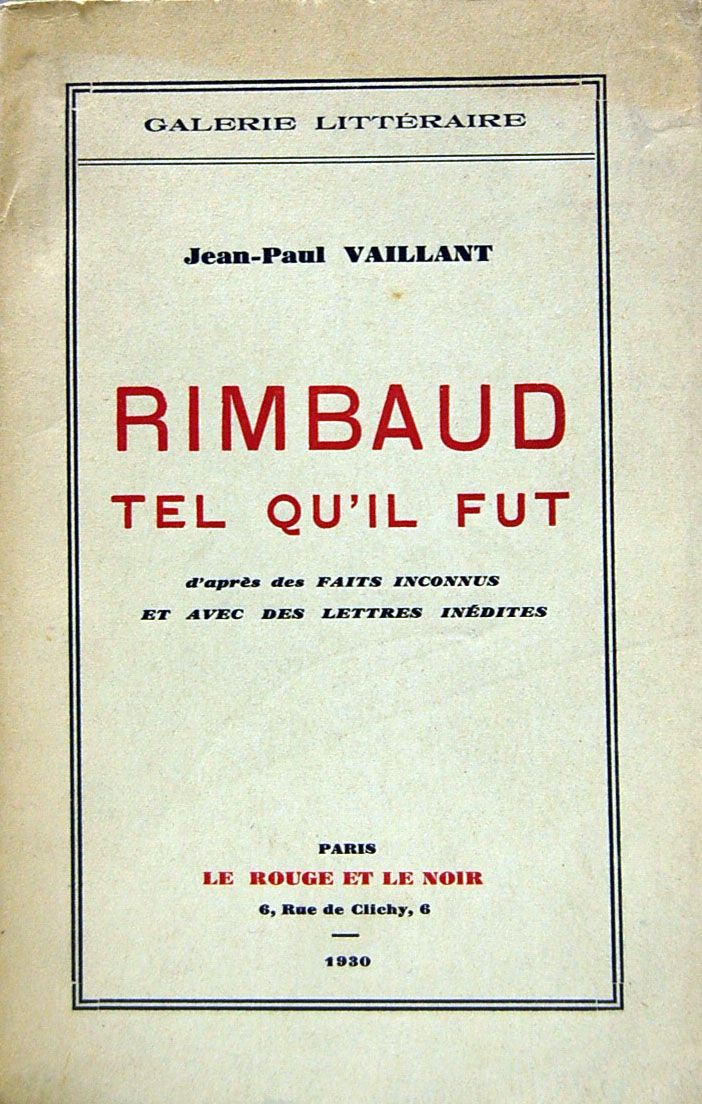 GALERIE LITTÉRAIRE
Jean-Paul VAILLANT
RIMBAUD
TEL QU'IL FUT
d'après des FAITS INCONNUS
ET AVEC DES LETTRES INÉDITES
PARIS
LE ROUGE ET LE NOIR
6, Rue de Clichy, 6
1930